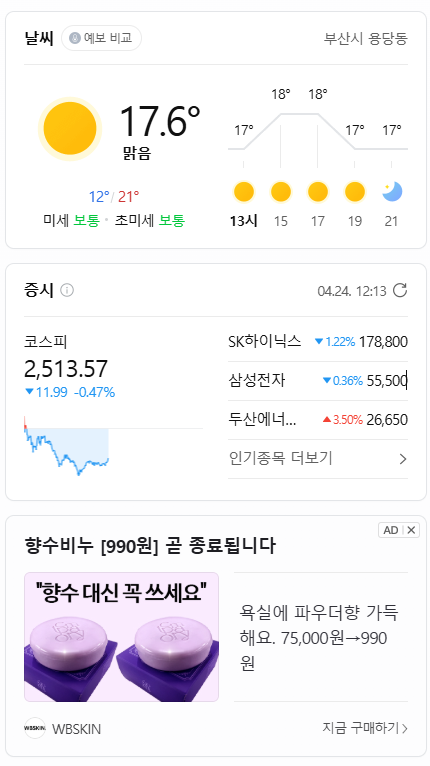 날씨 예보 비교 부산시 용당동
17.6°
맑음
12° / 21°
미세 보통 · 초미세 보통
17° 18° 18° 17° 17°
13시 15 17 19 21
증시 04.24. 12:13
코스피
2,513.57
▼11.99 -0.47%
SK하이닉스 ▼1.22% 178,800
삼성전자 ▼0.36% 55,500
두산에너... ▲3.50% 26,650
인기종목 더보기 >
AD
향수비누 [990원] 곧 종료됩니다
"향수 대신 꼭 쓰세요"
욕실에 파우더향 가득
해요. 75,000원→990
원
WBSKIN WBSKIN 지금 구매하기 >